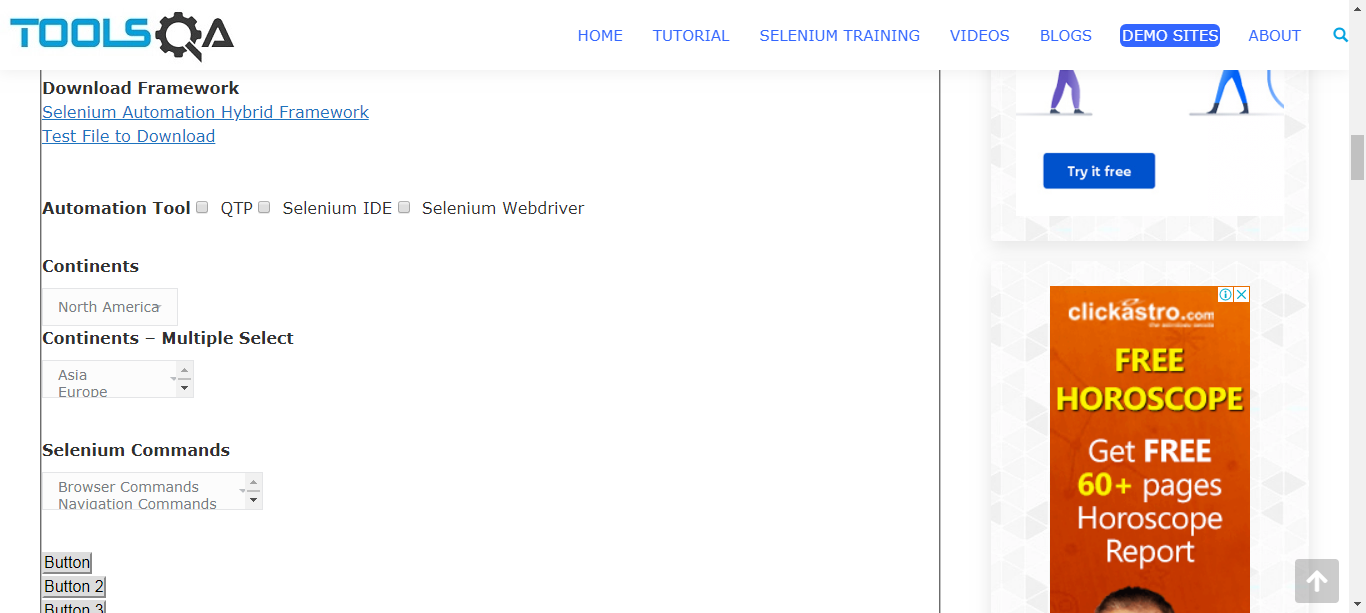 TOOLSQA
HOME TUTORIAL SELENIUM TRAINING VIDEOS BLOGS DEMO SITES ABOUT
Download Framework
Selenium Automation Hybrid Framework
Test File to Download
Automation Tool QTP Selenium IDE Selenium Webdriver
Continents
North America
Continents – Multiple Select
Asia
Europe
Selenium Commands
Browser Commands
Navigation Commands
Button
Button 2
Button 3
Try it free
clickastro.com
FREE
HOROSCOPE
Get FREE
60+ pages
Horoscope
Report